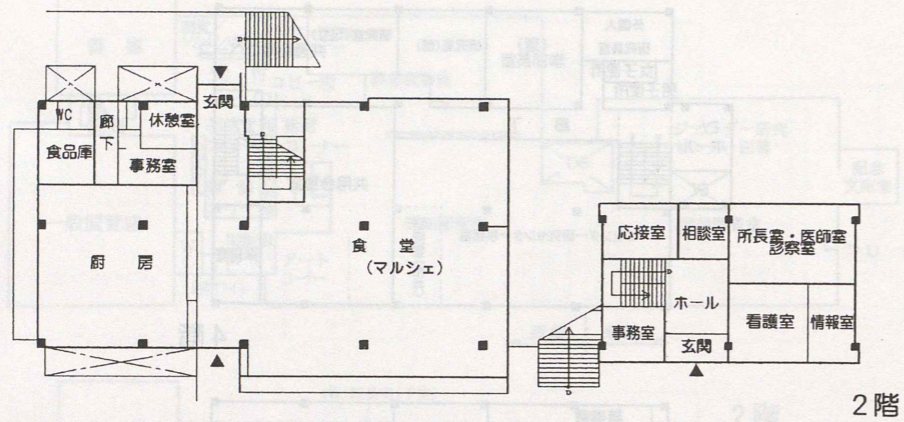 玄関
WC
廊下
休憩室
食品庫
事務室
厨房
食堂
(マルシェ)
応接室
相談室
所長室・医師室
診察室
ホール
事務室
玄関
看護室
情報室
2階